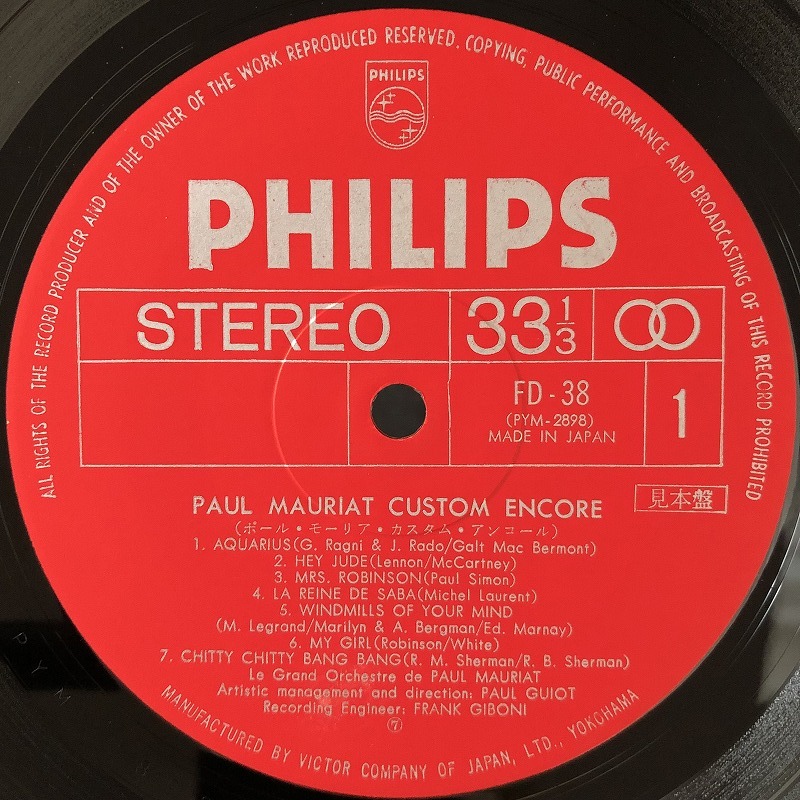 ALL RIGHTS OF THE RECORD PRODUCER AND OF THE OWNER OF THE WORK REPRODUCED RESERVED. COPYING, PUBLIC PERFORMANCE AND BROADCASTING OF THIS RECORD PROHIBITED
PHILIPS
PHILIPS
STEREO 33 1/3
FD-38 1
(PYM-2898)
MADE IN JAPAN
PAUL MAURIAT CUSTOM ENCORE 見本盤
(ポール・モーリア・カスタム・アンコール)
1. AQUARIUS(G. Ragni & J. Rado/Galt Mac Bermont)
2. HEY JUDE(Lennon/McCartney)
3. MRS. ROBINSON(Paul Simon)
4. LA REINE DE SABA(Michel Laurent)
5. WINDMILLS OF YOUR MIND
(M. Legrand/Marilyn & A. Bergman/Ed. Marnay)
6. MY GIRL(Robinson/White)
7. CHITTY CHITTY BANG BANG(R. M. Sherman/R. B. Sherman)
Le Grand Orchestre de PAUL MAURIAT
Artistic management and direction: PAUL GUIOT
Recording Engineer: FRANK GIBONI
⑦
MANUFACTURED BY VICTOR COMPANY OF JAPAN, LTD., YOKOHAMA
P Y M